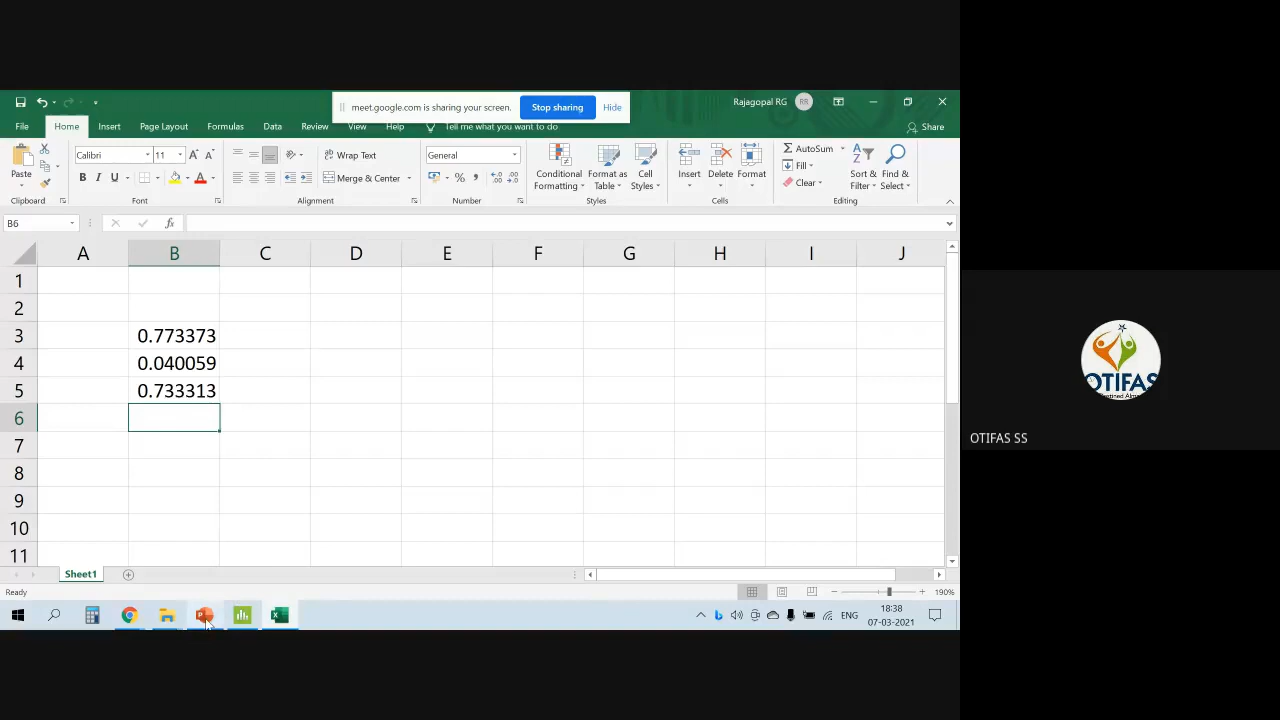 meet.google.com is sharing your screen. Stop sharing Hide
Rajagopal RG RR
File Home Insert Page Layout Formulas Data Review View Help Tell me what you want to do Share
Paste
Calibri 11
Wrap Text
General
Conditional Formatting
Format as Table
Cell Styles
Insert Delete Format
AutoSum
Fill
Clear
Sort & Filter
Find & Select
B I U
Merge & Center
Clipboard Font Alignment Number Styles Cells Editing
B6 fx
A B C D E F G H I J
1
2
3 0.773373
4 0.040059
5 0.733313
6
7
8
9
10
11
Sheet1
Ready 190%
ENG 18:38
07-03-2021
OTIFAS
OTIFAS SS